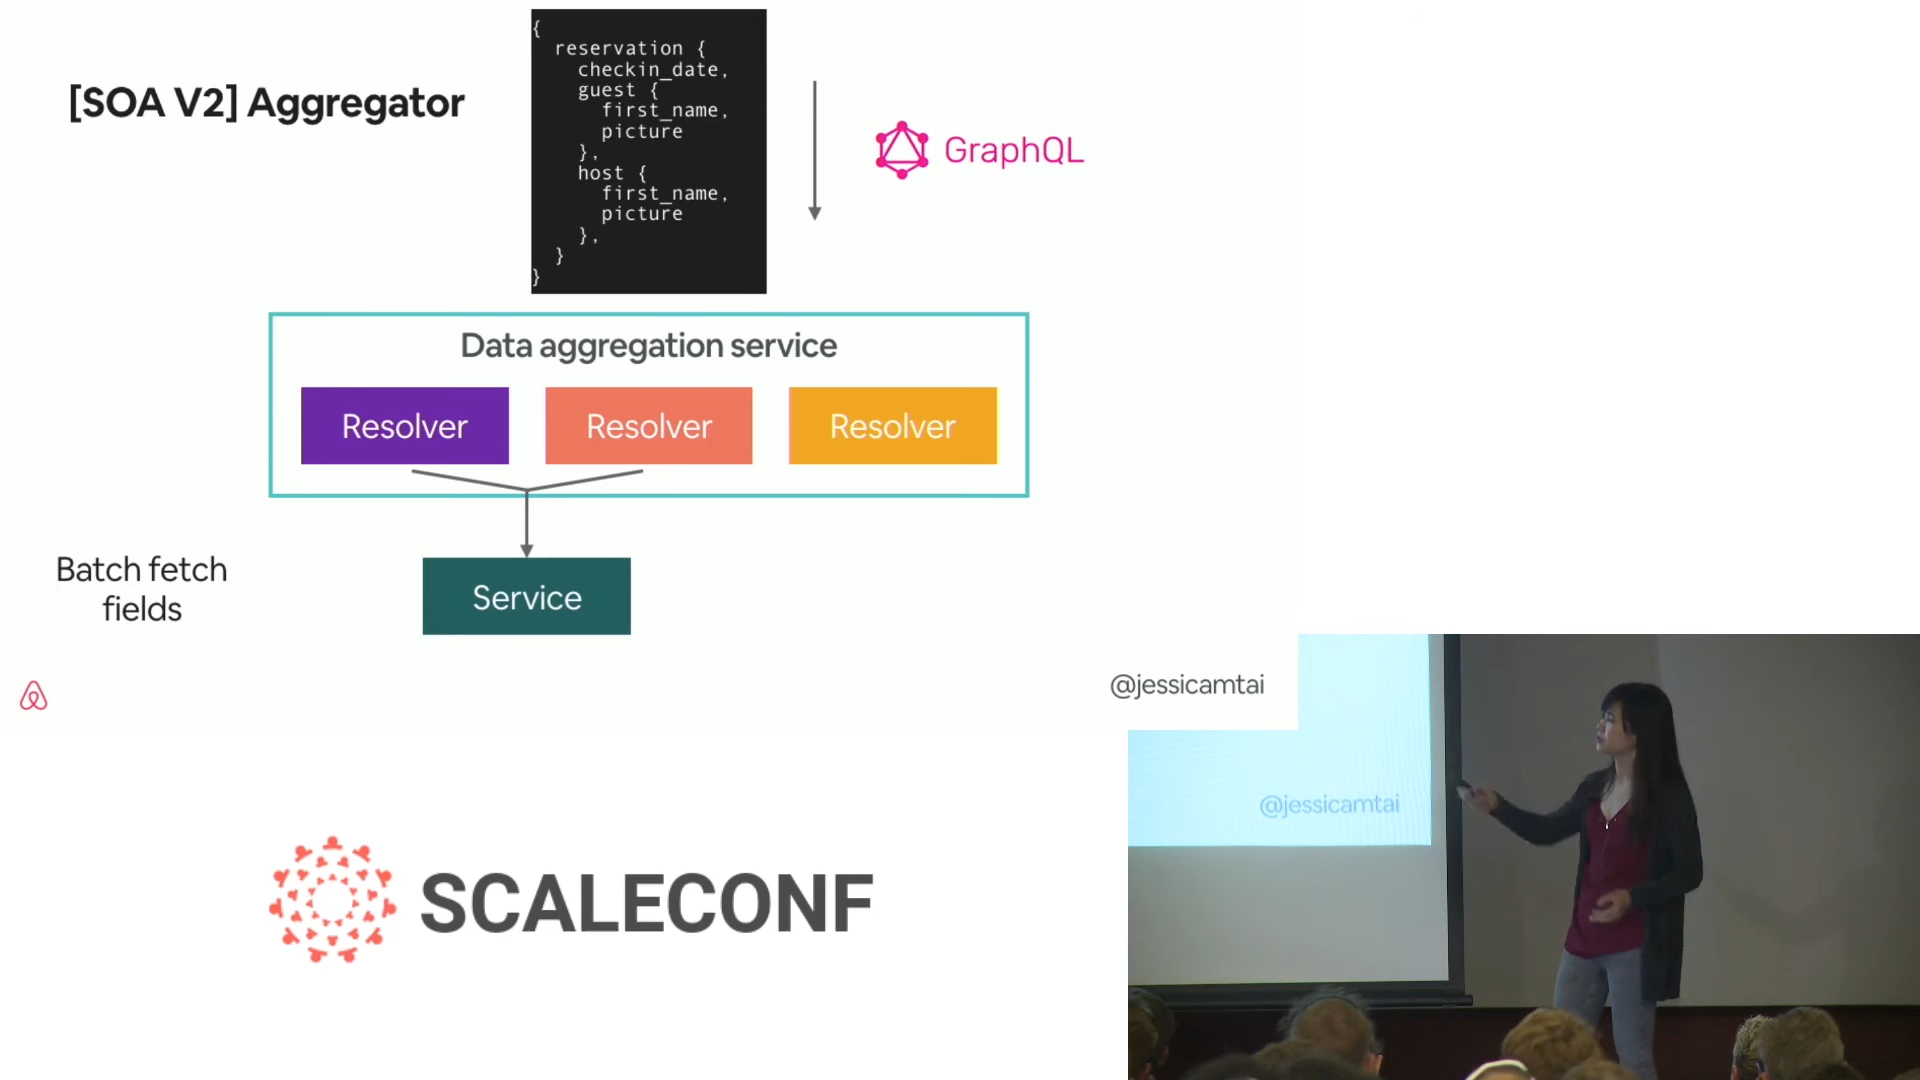 [SOA V2] Aggregator
{
reservation {
checkin_date,
guest {
first_name,
picture
},
host {
first_name,
picture
},
}
}
GraphQL
Data aggregation service
Resolver
Resolver
Resolver
Service
Batch fetch
fields
@jessicamtai
@jessicamtai
SCALECONF